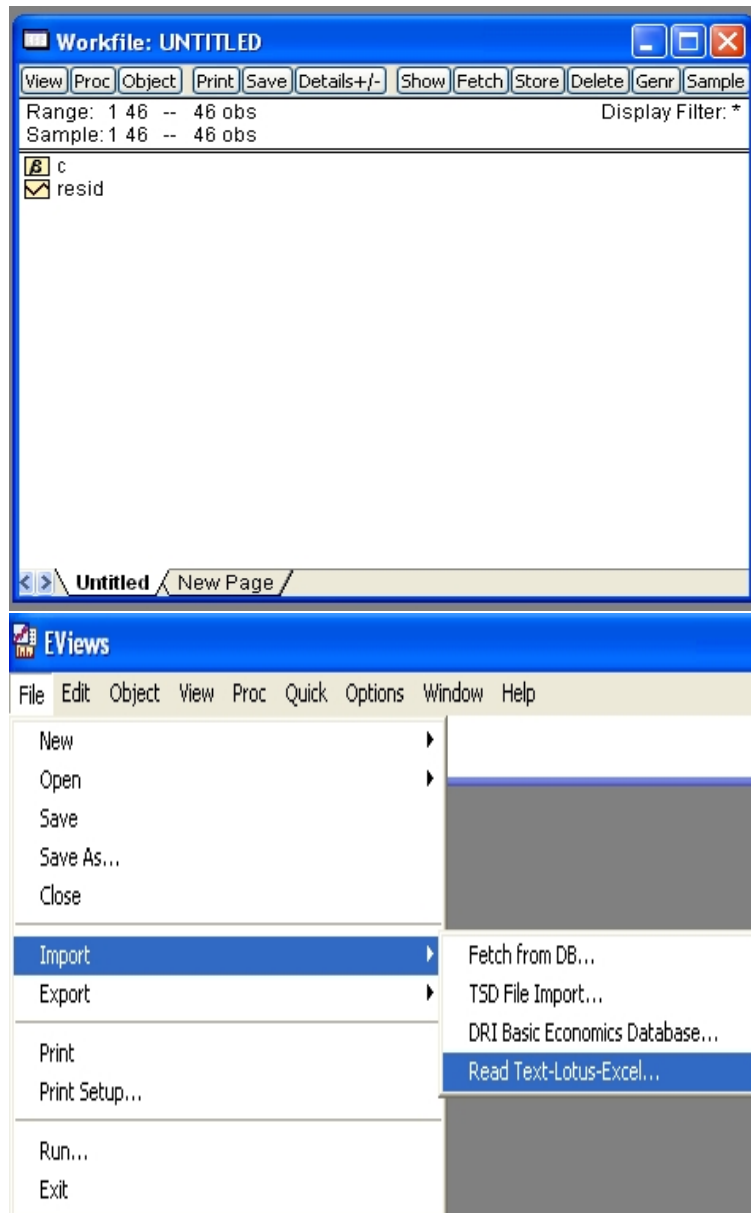 Workfile: UNTITLED
View Proc Object Print Save Details+/- Show Fetch Store Delete Genr Sample
Range: 1 46 -- 46 obs Display Filter: *
Sample: 1 46 -- 46 obs
β c
resid
Untitled New Page
EViews
File Edit Object View Proc Quick Options Window Help
New
Open
Save
Save As...
Close
Import
Export
Fetch from DB...
TSD File Import...
DRI Basic Economics Database...
Read Text-Lotus-Excel...
Print
Print Setup...
Run...
Exit